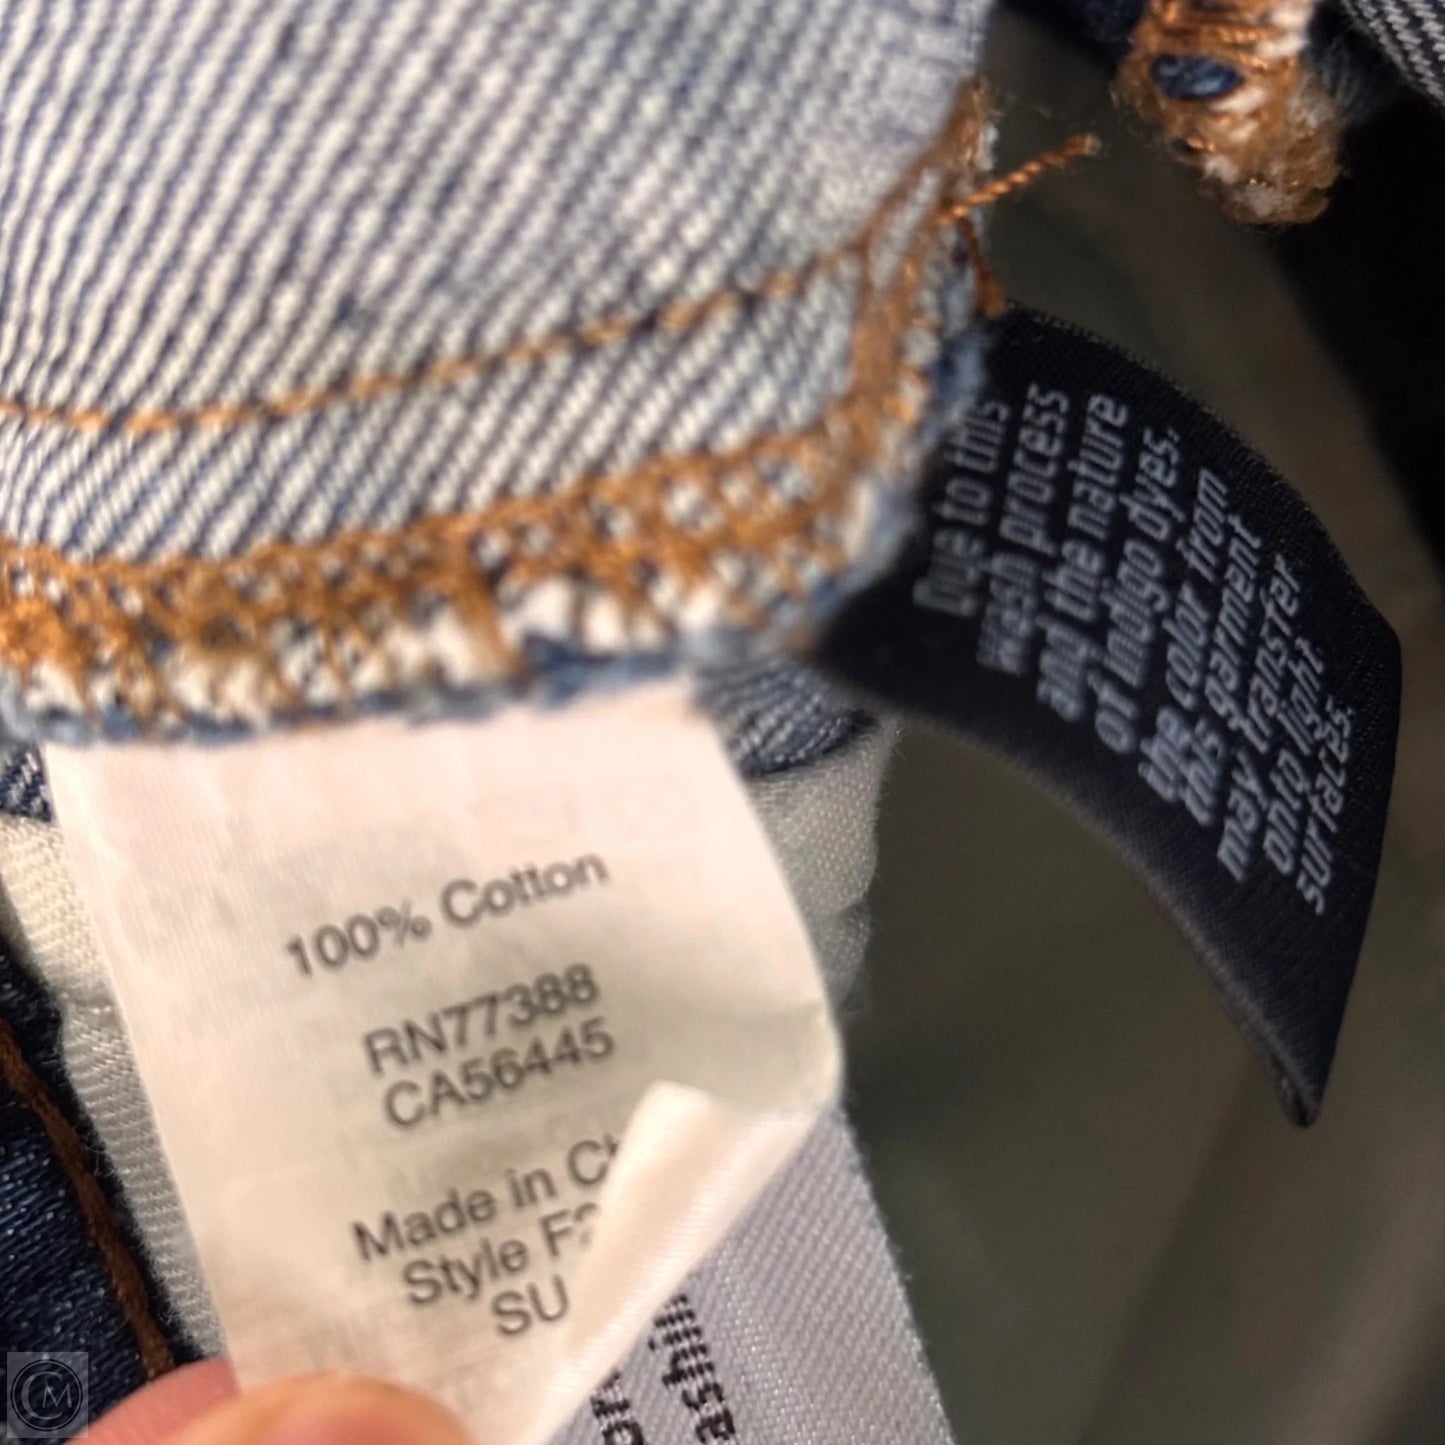 100% Cotton
RN77388
CA56445
Made in
Style
SU
Due to this
wash process
and the nature
of indigo dyes,
the color from
this garment
may transfer
onto light
surfaces.